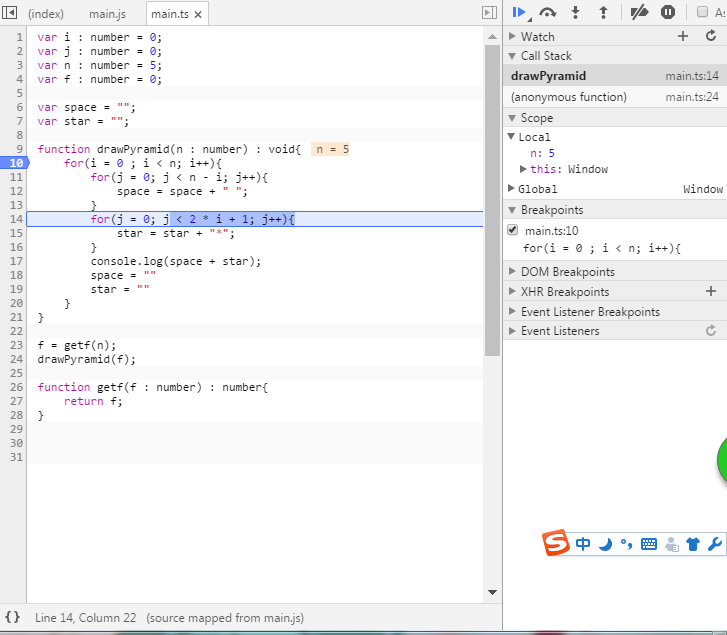 (index) main.js main.ts ×
As
1 var i : number = 0;
2 var j : number = 0;
3 var n : number = 5;
4 var f : number = 0;
5
6 var space = "";
7 var star = "";
8
9 function drawPyramid(n : number) : void{ n = 5
10 for(i = 0 ; i < n; i++){
11 for(j = 0; j < n - i; j++){
12 space = space + " ";
13 }
14 for(j = 0; j < 2 * i + 1; j++){
15 star = star + "*";
16 }
17 console.log(space + star);
18 space = ""
19 star = ""
20 }
21 }
22
23 f = getf(n);
24 drawPyramid(f);
25
26 function getf(f : number) : number{
27 return f;
28 }
29
30
31
{} Line 14, Column 22 (source mapped from main.js)
Watch
Call Stack
drawPyramid main.ts:14
(anonymous function) main.ts:24
Scope
Local
n: 5
this: Window
Global Window
Breakpoints
main.ts:10
for(i = 0 ; i < n; i++){
DOM Breakpoints
XHR Breakpoints
Event Listener Breakpoints
Event Listeners
S 中